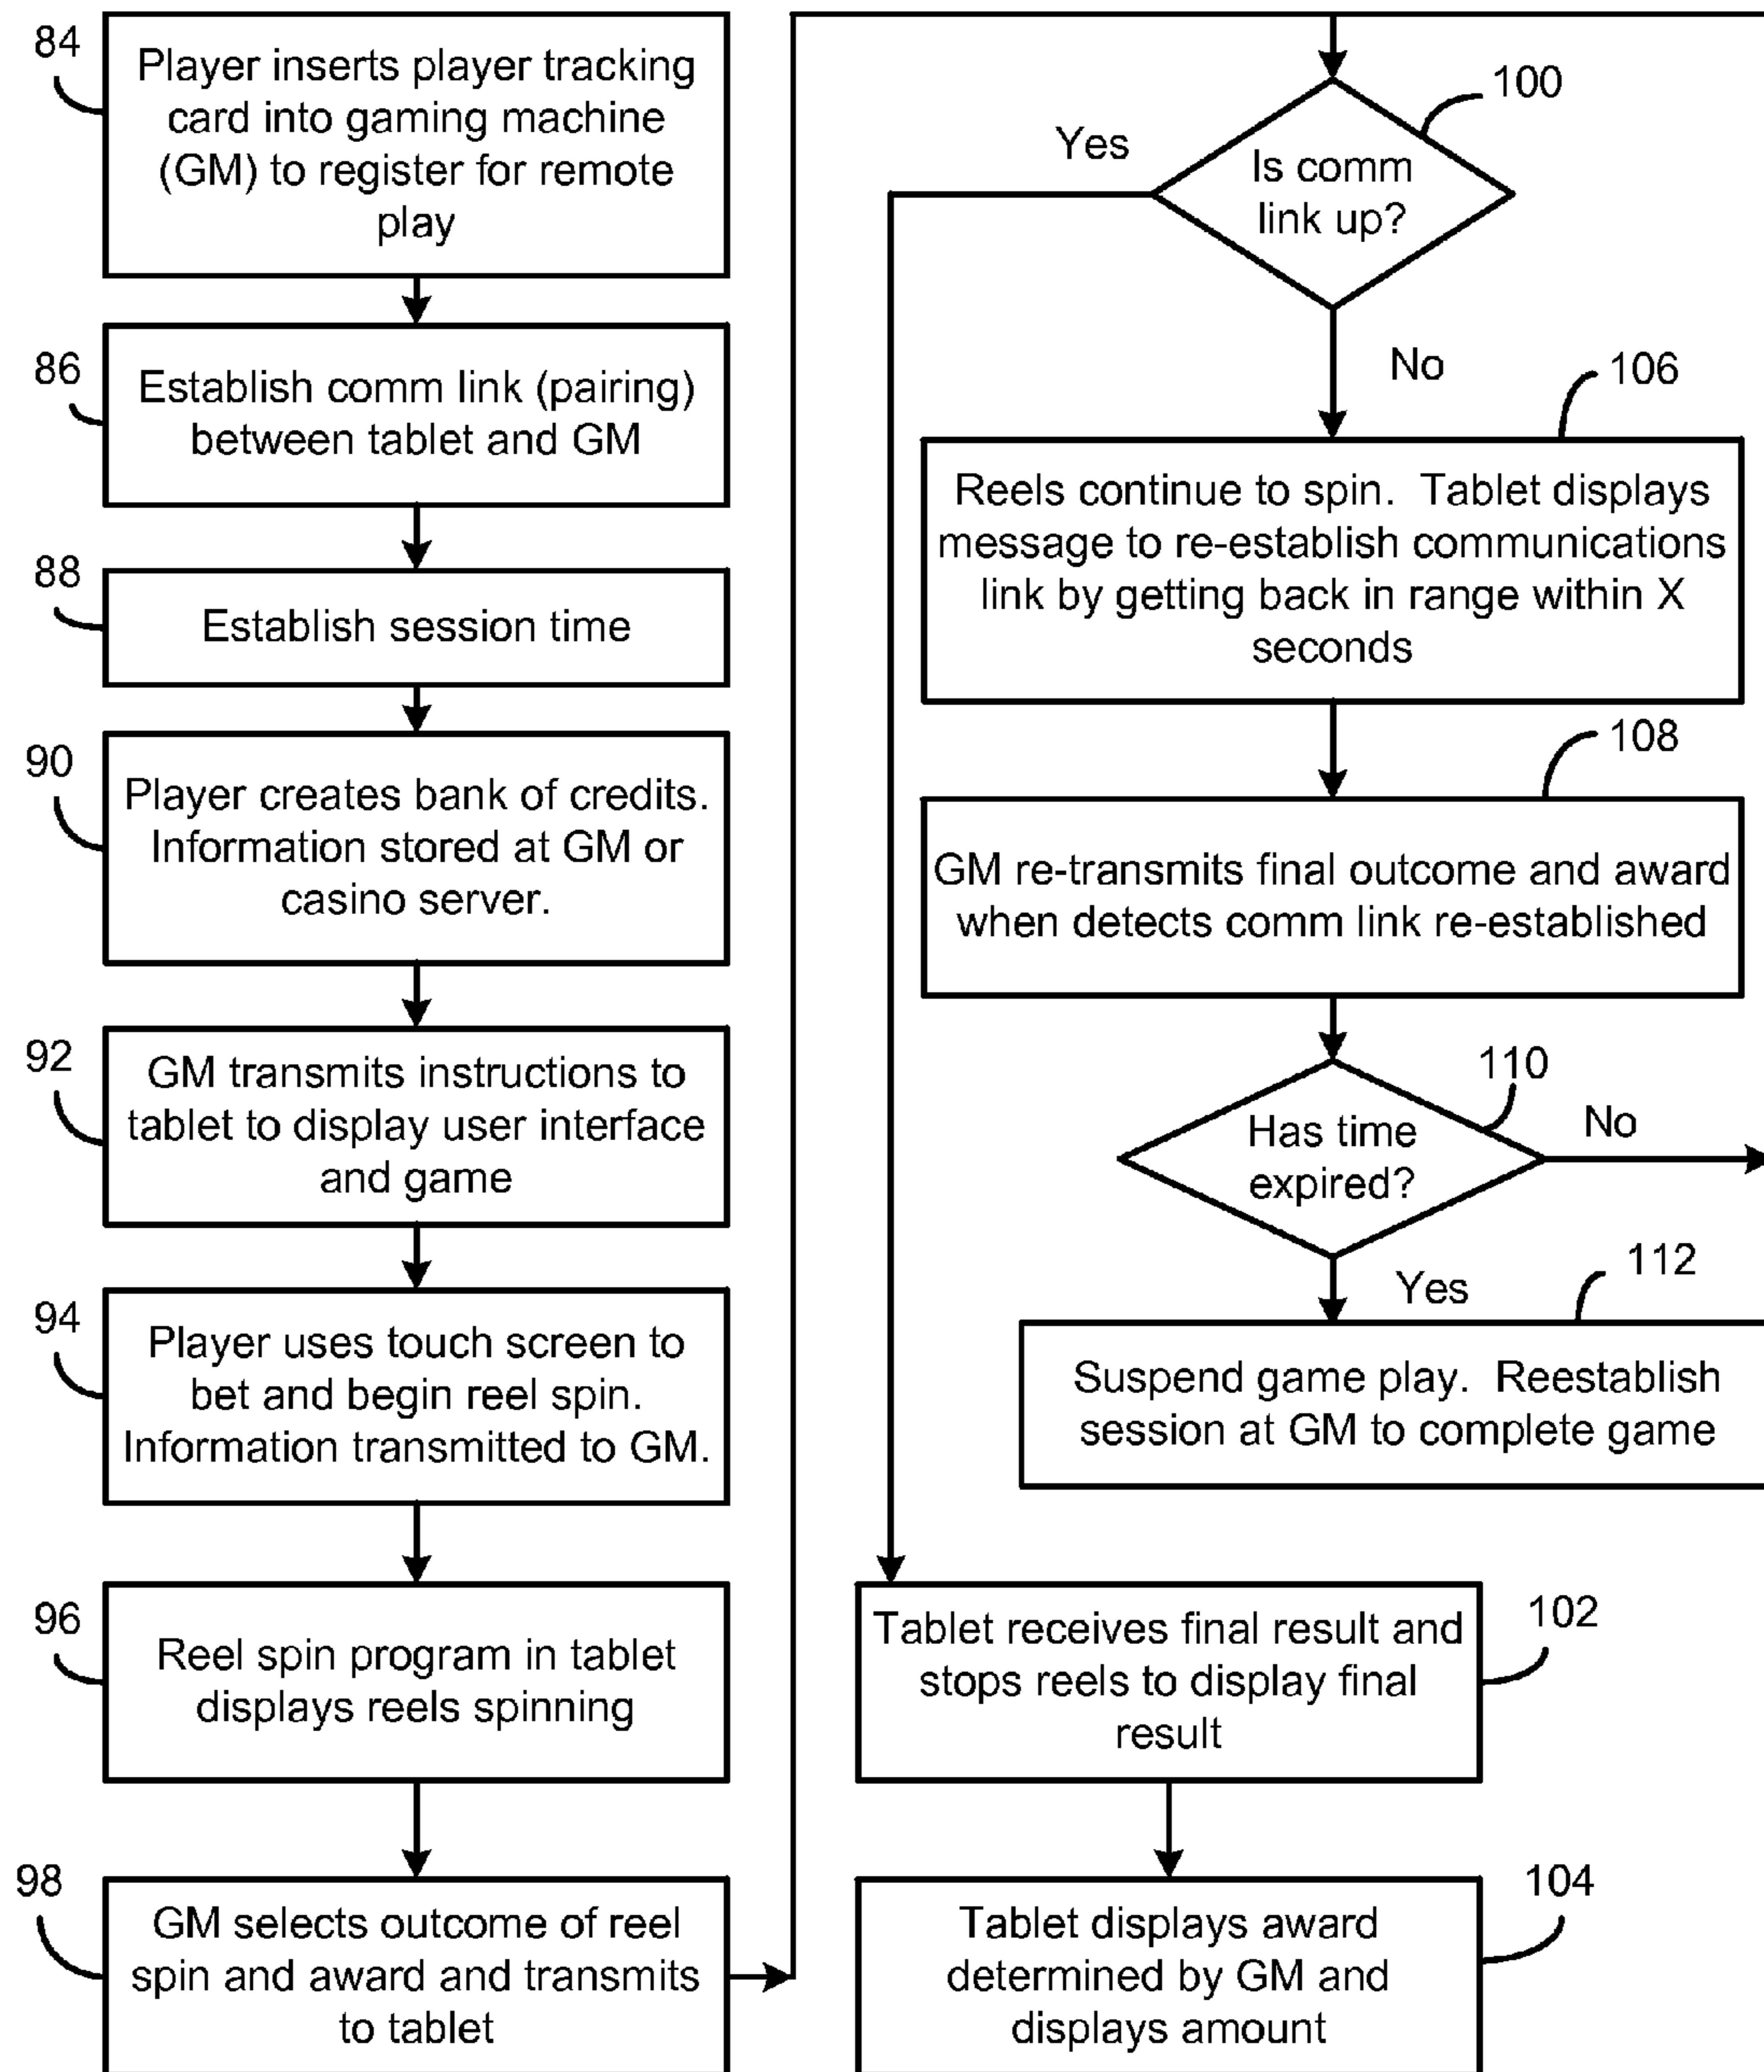 84
Player inserts player tracking
card into gaming machine
(GM) to register for remote
play
86
Establish comm link (pairing)
between tablet and GM
88
Establish session time
90
Player creates bank of credits.
Information stored at GM or
casino server.
92
GM transmits instructions to
tablet to display user interface
and game
94
Player uses touch screen to
bet and begin reel spin.
Information transmitted to GM.
96
Reel spin program in tablet
displays reels spinning
98
GM selects outcome of reel
spin and award and transmits
to tablet
100
Is comm
link up?
Yes
No
106
Reels continue to spin. Tablet displays
message to re-establish communications
link by getting back in range within X
seconds
108
GM re-transmits final outcome and award
when detects comm link re-established
110
Has time
expired?
No
Yes
112
Suspend game play. Reestablish
session at GM to complete game
102
Tablet receives final result and
stops reels to display final
result
104
Tablet displays award
determined by GM and
displays amount